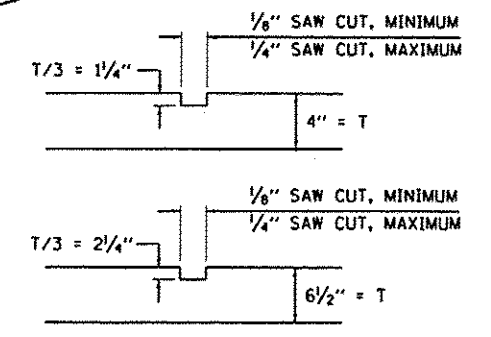 1/8" SAW CUT, MINIMUM
1/4" SAW CUT, MAXIMUM
T/3 = 1 1/4"
4" = T
1/8" SAW CUT, MINIMUM
1/4" SAW CUT, MAXIMUM
T/3 = 2 1/4"
6 1/2" = T